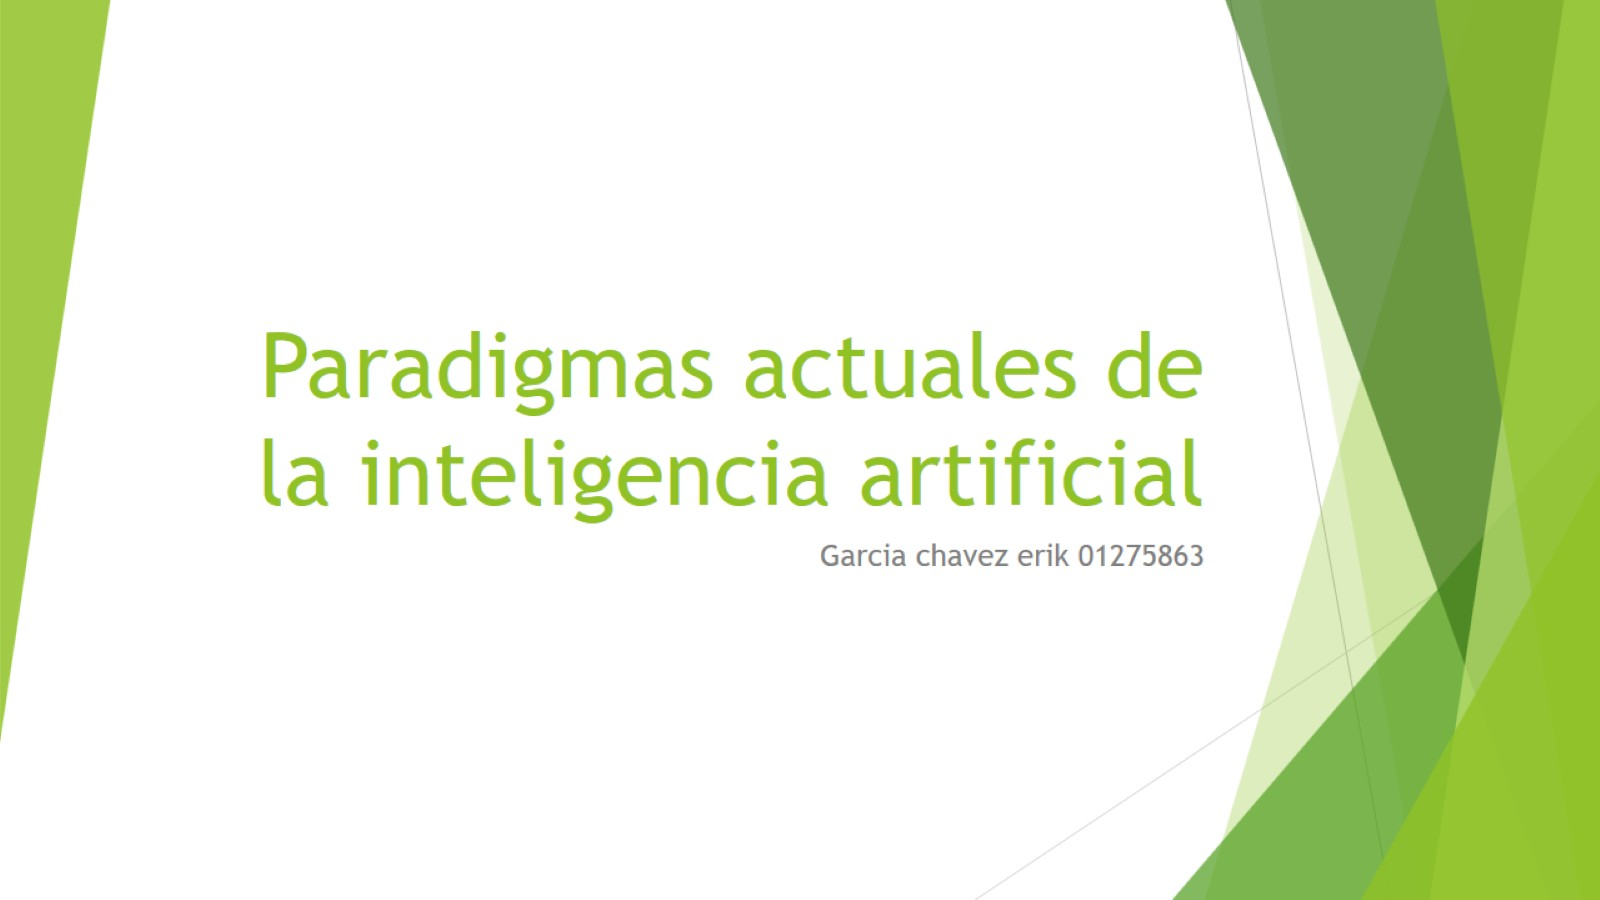 Paradigmas actuales de
la inteligencia artificial
Garcia chavez erik 01275863